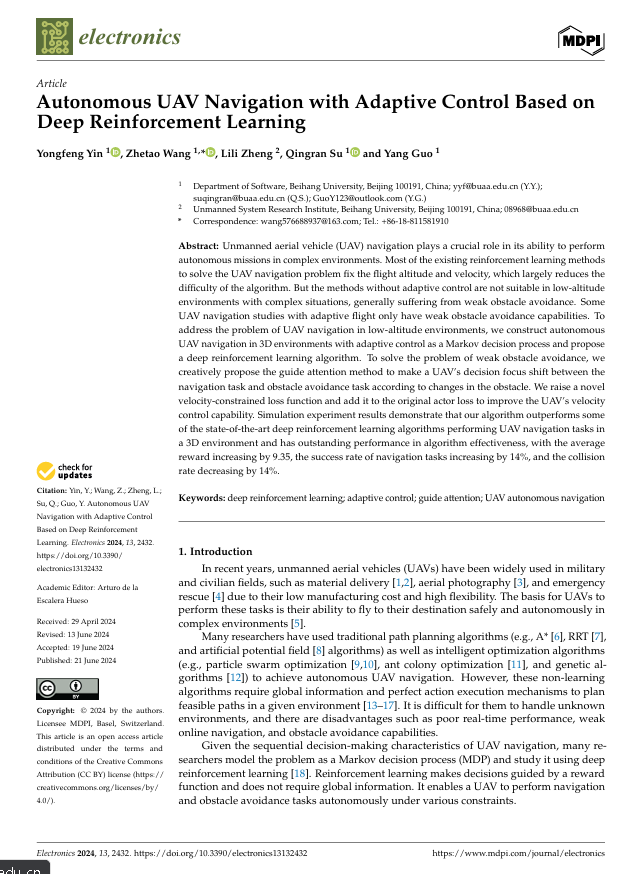 electronics
MDPI
Article
Autonomous UAV Navigation with Adaptive Control Based on
Deep Reinforcement Learning
Yongfeng Yin 1, Zhetao Wang 1,*, Lili Zheng 2, Qingran Su 1 and Yang Guo 1
1 Department of Software, Beihang University, Beijing 100191, China; yyf@buaa.edu.cn (Y.Y.);
suqingran@buaa.edu.cn (Q.S.); GuoY123@outlook.com (Y.G.)
2 Unmanned System Research Institute, Beihang University, Beijing 100191, China; 08968@buaa.edu.cn
* Correspondence: wang576688937@163.com; Tel.: +86-18-811581910
Abstract: Unmanned aerial vehicle (UAV) navigation plays a crucial role in its ability to perform
autonomous missions in complex environments. Most of the existing reinforcement learning methods
to solve the UAV navigation problem fix the flight altitude and velocity, which largely reduces the
difficulty of the algorithm. But the methods without adaptive control are not suitable in low-altitude
environments with complex situations, generally suffering from weak obstacle avoidance. Some
UAV navigation studies with adaptive flight only have weak obstacle avoidance capabilities. To
address the problem of UAV navigation in low-altitude environments, we construct autonomous
UAV navigation in 3D environments with adaptive control as a Markov decision process and propose
a deep reinforcement learning algorithm. To solve the problem of weak obstacle avoidance, we
creatively propose the guide attention method to make a UAV's decision focus shift between the
navigation task and obstacle avoidance task according to changes in the obstacle. We raise a novel
velocity-constrained loss function and add it to the original actor loss to improve the UAV's velocity
control capability. Simulation experiment results demonstrate that our algorithm outperforms some
of the state-of-the-art deep reinforcement learning algorithms performing UAV navigation tasks in
a 3D environment and has outstanding performance in algorithm effectiveness, with the average
reward increasing by 9.35, the success rate of navigation tasks increasing by 14%, and the collision
rate decreasing by 14%.
Keywords: deep reinforcement learning; adaptive control; guide attention; UAV autonomous navigation
check for
updates
Citation: Yin, Y.; Wang, Z.; Zheng, L.;
Su, Q.; Guo, Y. Autonomous UAV
Navigation with Adaptive Control
Based on Deep Reinforcement
Learning. Electronics 2024, 13, 2432.
https://doi.org/10.3390/
electronics13132432
Academic Editor: Arturo de la
Escalera Hueso
Received: 29 April 2024
Revised: 13 June 2024
Accepted: 19 June 2024
Published: 21 June 2024
cc BY
Copyright: © 2024 by the authors.
Licensee MDPI, Basel, Switzerland.
This article is an open access article
distributed under the terms and
conditions of the Creative Commons
Attribution (CC BY) license (https://
creativecommons.org/licenses/by/
4.0/).
1. Introduction
In recent years, unmanned aerial vehicles (UAVs) have been widely used in military
and civilian fields, such as material delivery [1,2], aerial photography [3], and emergency
rescue [4] due to their low manufacturing cost and high flexibility. The basis for UAVs to
perform these tasks is their ability to fly to their destination safely and autonomously in
complex environments [5].
Many researchers have used traditional path planning algorithms (e.g., A* [6], RRT [7],
and artificial potential field [8] algorithms) as well as intelligent optimization algorithms
(e.g., particle swarm optimization [9,10], ant colony optimization [11], and genetic al-
gorithms [12]) to achieve autonomous UAV navigation. However, these non-learning
algorithms require global information and perfect action execution mechanisms to plan
feasible paths in a given environment [13–17]. It is difficult for them to handle unknown
environments, and there are disadvantages such as poor real-time performance, weak
online navigation, and obstacle avoidance capabilities.
Given the sequential decision-making characteristics of UAV navigation, many re-
searchers model the problem as a Markov decision process (MDP) and study it using deep
reinforcement learning [18]. Reinforcement learning makes decisions guided by a reward
function and does not require global information. It enables a UAV to perform navigation
and obstacle avoidance tasks autonomously under various constraints.
Electronics 2024, 13, 2432. https://doi.org/10.3390/electronics13132432
https://www.mdpi.com/journal/electronics
edu.cn